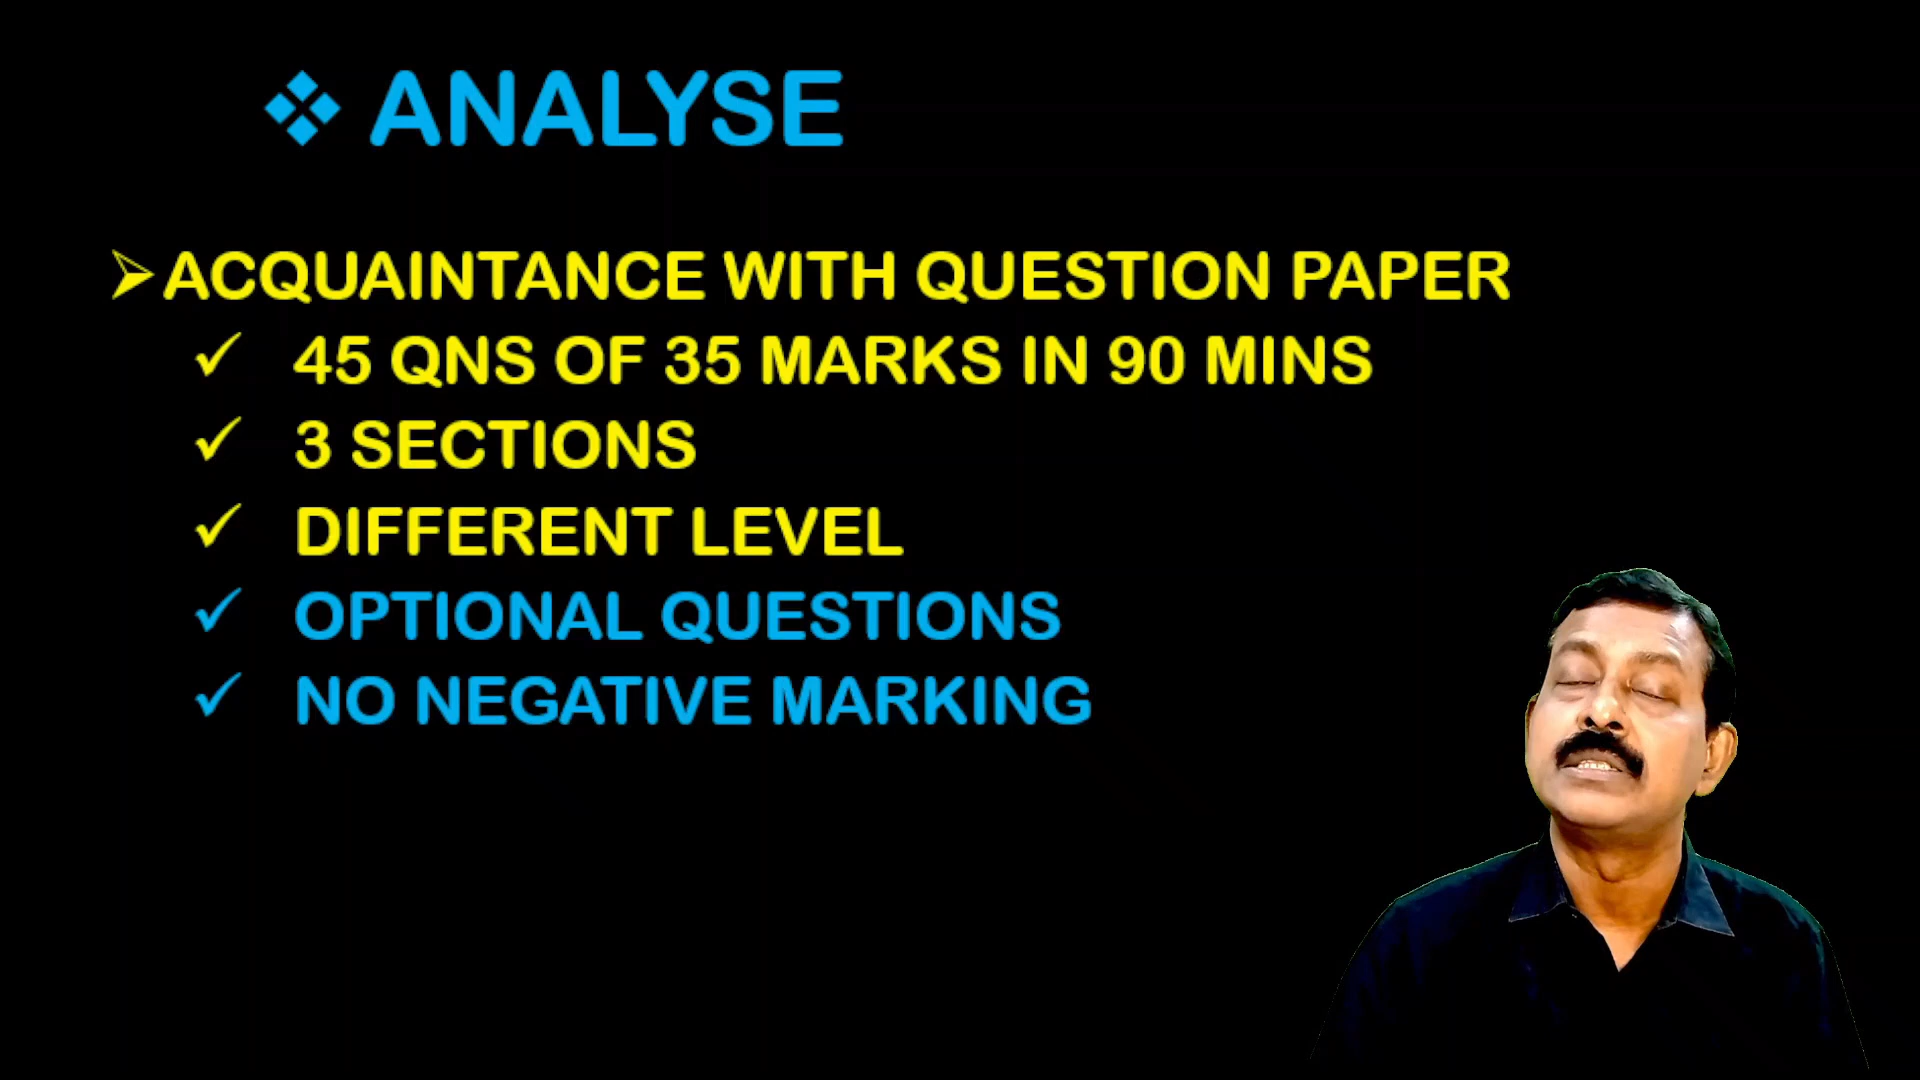 ❖ ANALYSE
➢ ACQUAINTANCE WITH QUESTION PAPER
✓ 45 QNS OF 35 MARKS IN 90 MINS
✓ 3 SECTIONS
✓ DIFFERENT LEVEL
✓ OPTIONAL QUESTIONS
✓ NO NEGATIVE MARKING